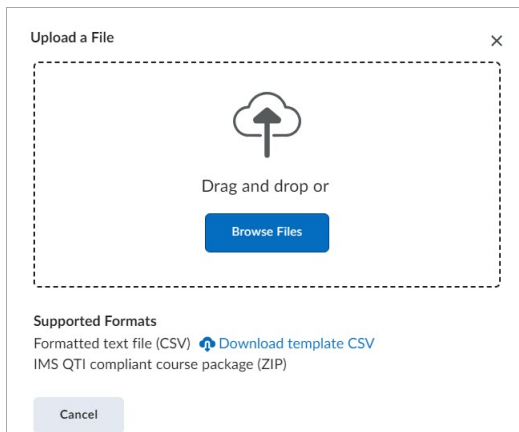 Upload a File
Drag and drop or
Browse Files
Supported Formats
Formatted text file (CSV) Download template CSV
IMS QTI compliant course package (ZIP)
Cancel